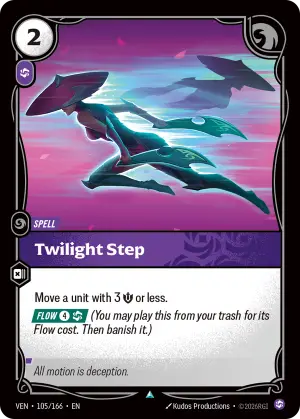 2
SPELL
Twilight Step
Move a unit with 3 or less.
FLOW 4 (You may play this from your trash for its
Flow cost. Then banish it.)
All motion is deception.
VEN • 105/166 • EN
Kudos Productions • ©2026RGI